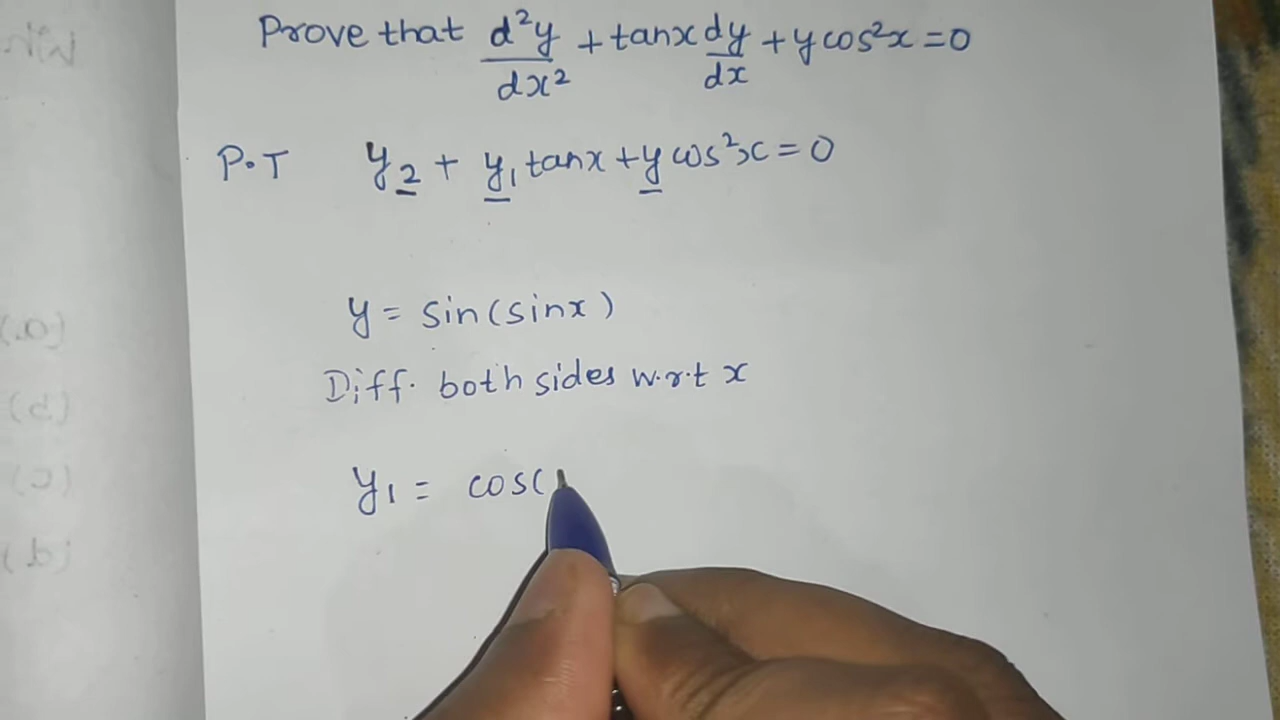 Prove that d²y/dx² + tanx dy/dx + y cos²x = 0
P.T y₂ + y₁ tanx + y cos²x = 0
y = sin(sinx)
Diff. both sides w.r.t x
y₁ = cos(
(a.)
(b)
(c)
(d)